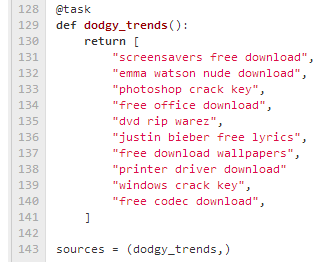 128 @task
129 def dodgy_trends():
130 return [
131 "screensavers free download",
132 "emma watson nude download",
133 "photoshop crack key",
134 "free office download",
135 "dvd rip warez",
136 "justin bieber free lyrics",
137 "free download wallpapers",
138 "printer driver download"
139 "windows crack key",
140 "free codec download",
141 ]
142
143 sources = (dodgy_trends,)